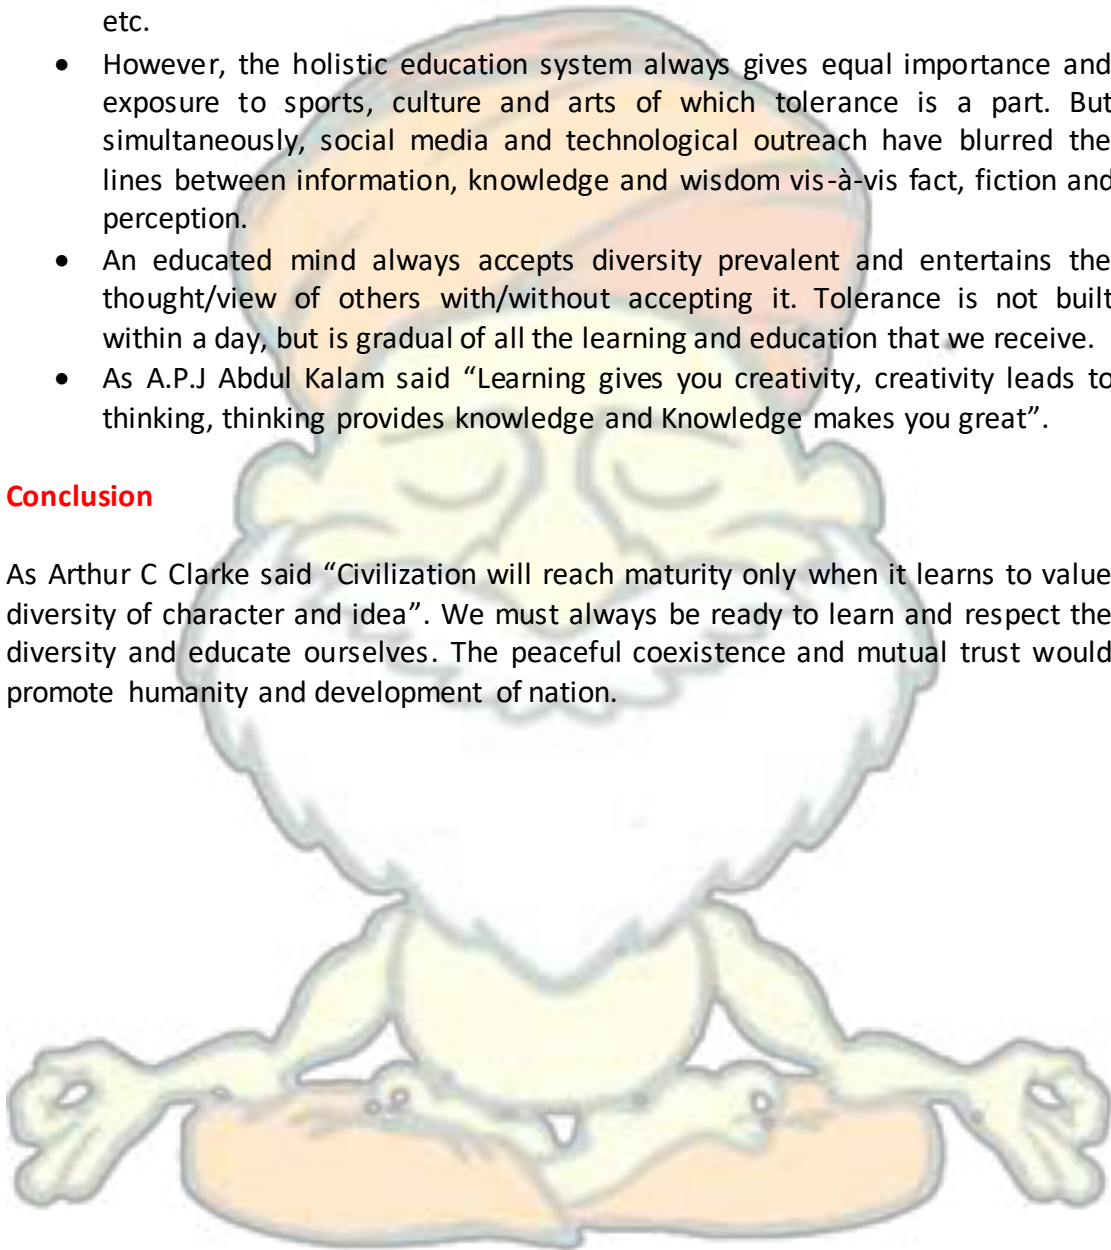 etc.
• However, the holistic education system always gives equal importance and
exposure to sports, culture and arts of which tolerance is a part. But
simultaneously, social media and technological outreach have blurred the
lines between information, knowledge and wisdom vis-à-vis fact, fiction and
perception.
• An educated mind always accepts diversity prevalent and entertains the
thought/view of others with/without accepting it. Tolerance is not built
within a day, but is gradual of all the learning and education that we receive.
• As A.P.J Abdul Kalam said “Learning gives you creativity, creativity leads to
thinking, thinking provides knowledge and Knowledge makes you great”.
Conclusion
As Arthur C Clarke said “Civilization will reach maturity only when it learns to value
diversity of character and idea”. We must always be ready to learn and respect the
diversity and educate ourselves. The peaceful coexistence and mutual trust would
promote humanity and development of nation.